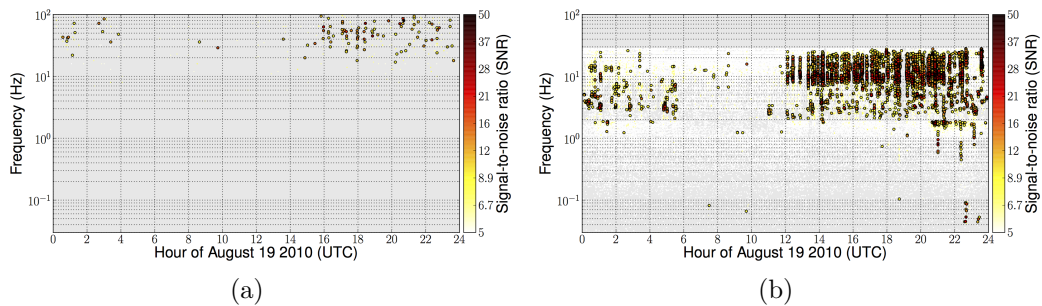 10²
10¹
10⁰
10⁻¹
Frequency (Hz)
0 2 4 6 8 10 12 14 16 18 20 22 24
Hour of August 19 2010 (UTC)
50
37
28
21
16
12
8.9
6.7
5
Signal-to-noise ratio (SNR)
(a)
10²
10¹
10⁰
10⁻¹
Frequency (Hz)
0 2 4 6 8 10 12 14 16 18 20 22 24
Hour of August 19 2010 (UTC)
50
37
28
21
16
12
8.9
6.7
5
Signal-to-noise ratio (SNR)
(b)